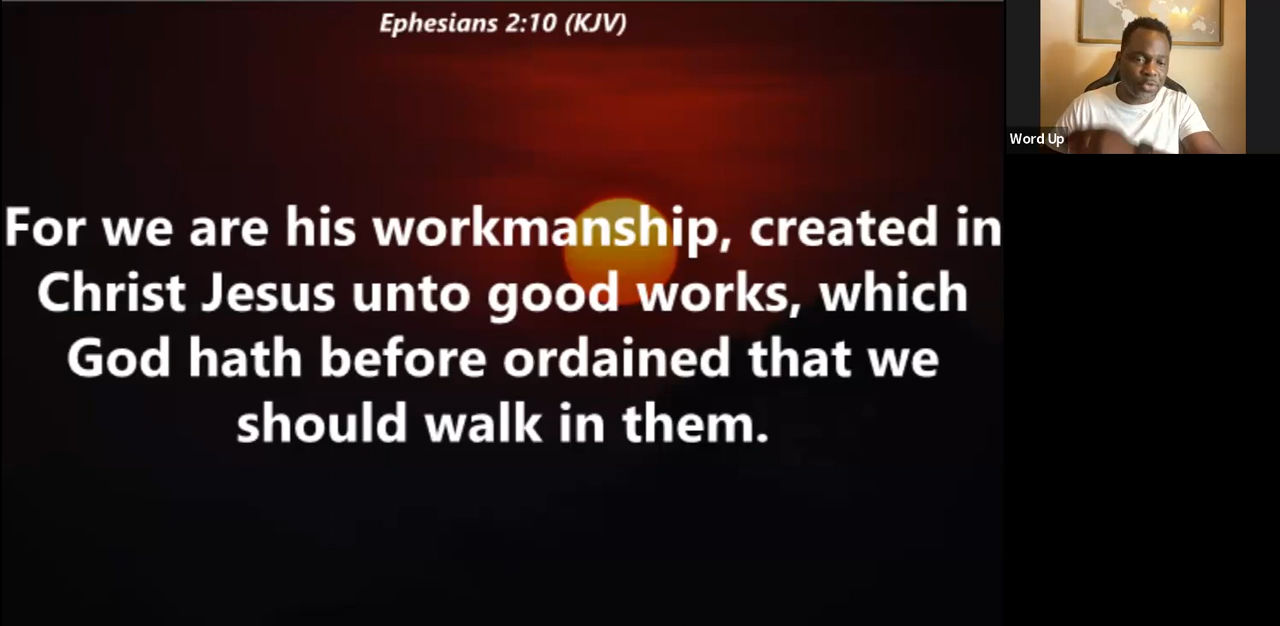 Ephesians 2:10 (KJV)
For we are his workmanship, created in
Christ Jesus unto good works, which
God hath before ordained that we
should walk in them.
Word Up